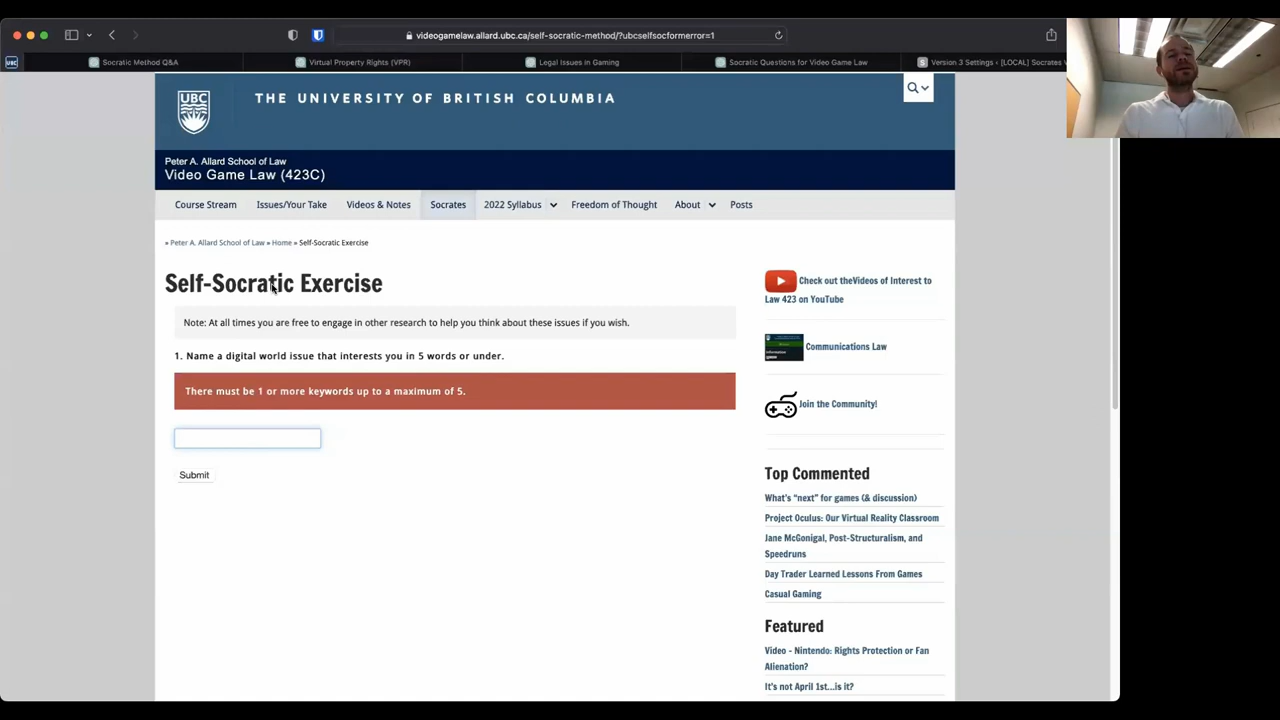 videogamelaw.allard.ubc.ca/self-socratic-method/?ubcselfsocformerror=1
UBC
Socratic Method Q&A
Virtual Property Rights (VPR)
Legal Issues in Gaming
Socratic Questions for Video Game Law
Version 3 Settings ‹ [LOCAL] Socrates
UBC
THE UNIVERSITY OF BRITISH COLUMBIA
Peter A. Allard School of Law
Video Game Law (423C)
Course Stream
Issues/Your Take
Videos & Notes
Socrates
2022 Syllabus
Freedom of Thought
About
Posts
» Peter A. Allard School of Law » Home » Self-Socratic Exercise
Self-Socratic Exercise
Note: At all times you are free to engage in other research to help you think about these issues if you wish.
1. Name a digital world issue that interests you in 5 words or under.
There must be 1 or more keywords up to a maximum of 5.
Submit
Check out theVideos of Interest to
Law 423 on YouTube
Communications Law
Join the Community!
Top Commented
What's “next” for games (& discussion)
Project Oculus: Our Virtual Reality Classroom
Jane McGonigal, Post-Structuralism, and
Speedruns
Day Trader Learned Lessons From Games
Casual Gaming
Featured
Video – Nintendo: Rights Protection or Fan
Alienation?
It's not April 1st...is it?